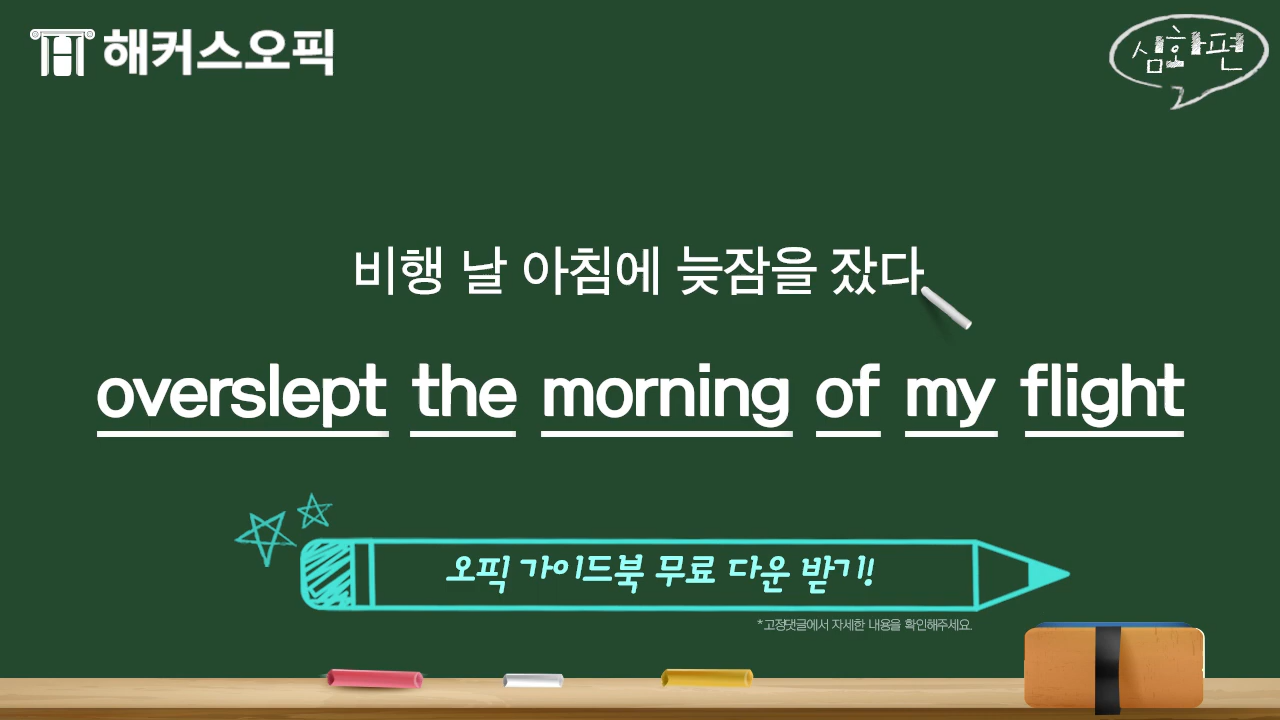 해커스오픽
심화편
비행 날 아침에 늦잠을 잤다
overslept the morning of my flight
오픽 가이드북 무료 다운 받기!
*고정댓글에서 자세한 내용을 확인해주세요.